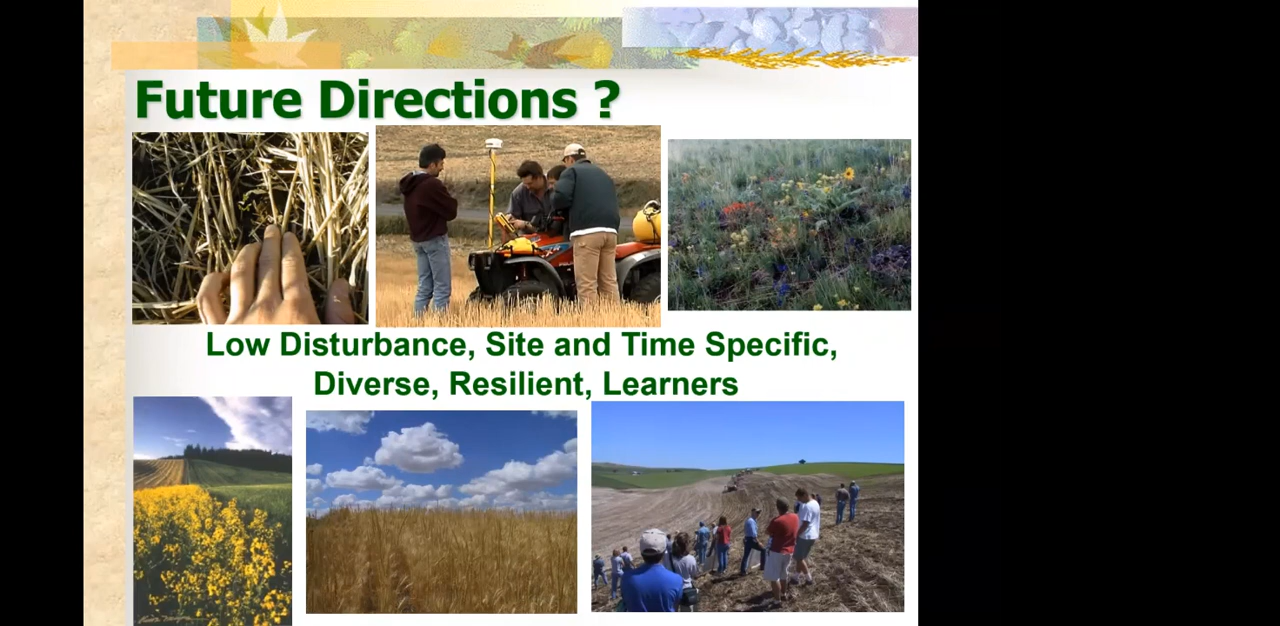 Future Directions ?
Low Disturbance, Site and Time Specific,
Diverse, Resilient, Learners